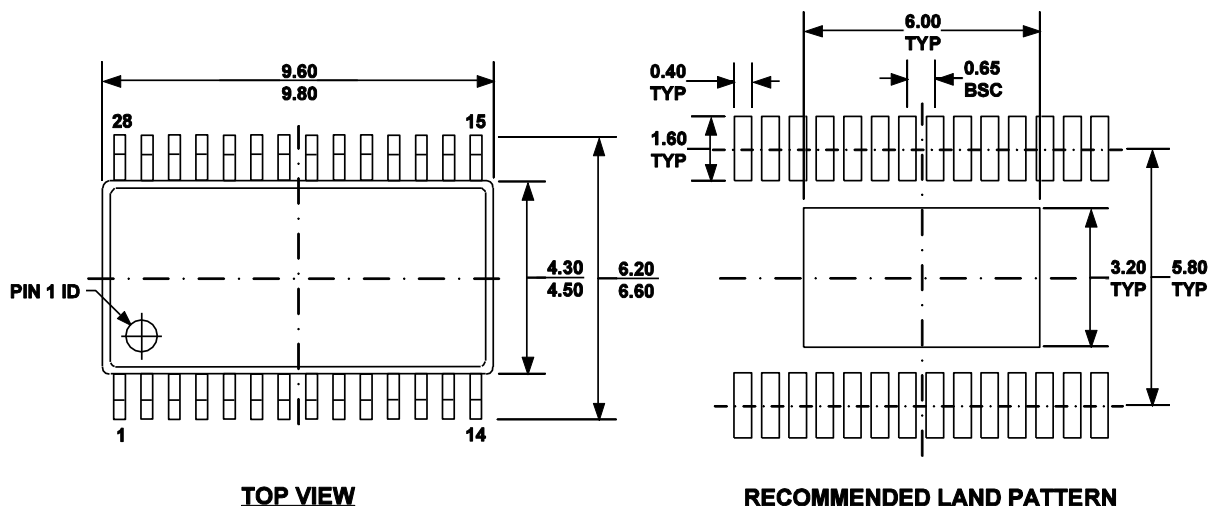 9.60
9.80
28
15
4.30
4.50
6.20
6.60
PIN 1 ID
1
14
TOP VIEW
6.00
TYP
0.40
TYP
0.65
BSC
1.60
TYP
3.20
TYP
5.80
TYP
RECOMMENDED LAND PATTERN